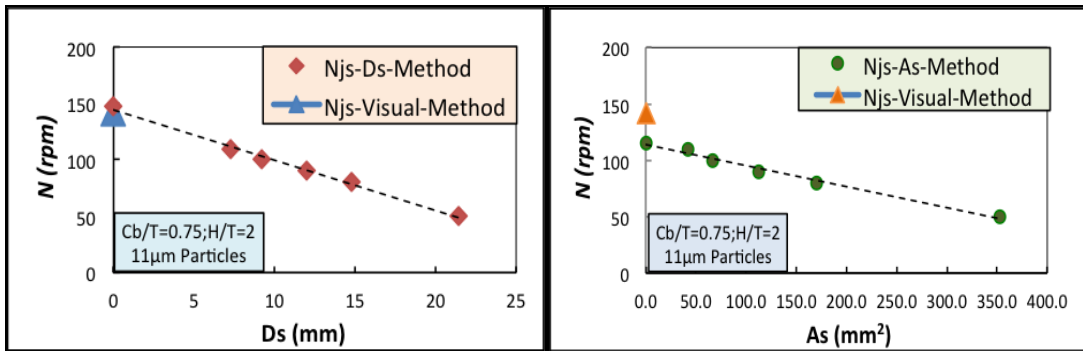 200
150
100
50
0
N (rpm)
Njs-Ds-Method
Njs-Visual-Method
Cb/T=0.75;H/T=2
11µm Particles
0 5 10 15 20 25
Ds (mm)
200
150
100
50
0
N (rpm)
Njs-As-Method
Njs-Visual-Method
Cb/T=0.75;H/T=2
11µm Particles
0.0 50.0 100.0 150.0 200.0 250.0 300.0 350.0 400.0
As (mm²)